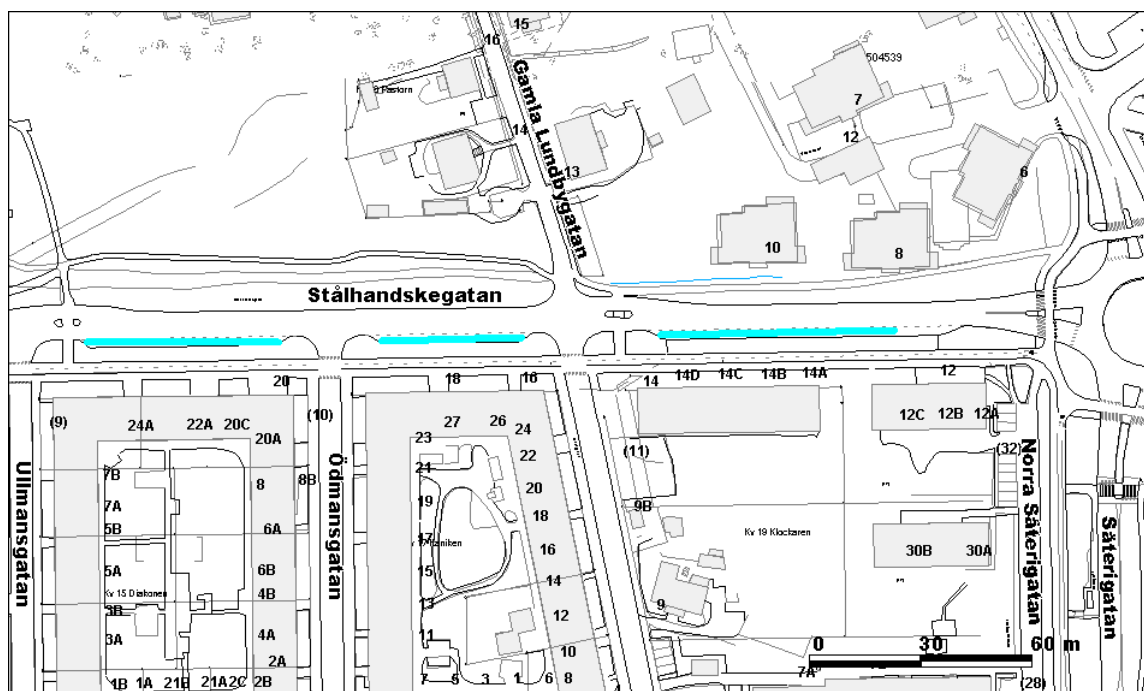 15
16
504539
Gamla Lundbygatan
7
14
12
13
6
10
8
Stålhandskegatan
20
18
16
14
14D
14C
14B
14A
12
(9)
24A
22A
20C
20A
(10)
27
26
24
23
22
21
20
19
18
17
16
15
14
13
12
11
10
12C
12B
12A
(11)
(32)
7B
7A
5B
5A
3B
3A
8
8B
6A
6B
4B
4A
2A
Kv 15 Diakonen
9B
Kv 19 Klockaren
30B
30A
9
Ullmansgatan
Ödmansgatan
Norra Säterigatan
Säterigatan
0 30 60 m
1B
1A
21B
21A
2C
2B
7
5
3
1
6
8
7A
(28)